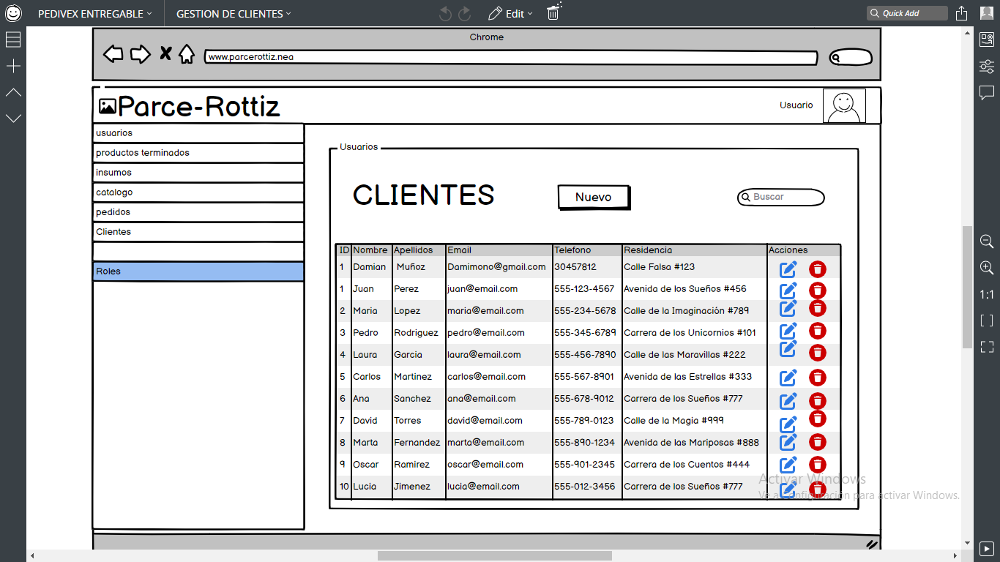 PEDIVEX ENTREGABLE GESTION DE CLIENTES Edit Quick Add
Chrome
www.parcerottiz.nea
Parce-Rottiz Usuario
usuarios
productos terminados
insumos
catalogo
pedidos
Clientes
Roles
Usuarios
CLIENTES Nuevo Buscar
ID Nombre Apellidos Email Telefono Residencia Acciones
1 Damian Muñoz Damimono@gmail.com 30457812 Calle Falsa #123
1 Juan Perez juan@email.com 555-123-4567 Avenida de los Sueños #456
2 Maria Lopez maria@email.com 555-234-5678 Calle de la Imaginación #789
3 Pedro Rodriguez pedro@email.com 555-345-6789 Carrera de los Unicornios #101
4 Laura Garcia laura@email.com 555-456-7890 Calle de las Maravillas #222
5 Carlos Martinez carlos@email.com 555-567-8901 Avenida de las Estrellas #333
6 Ana Sanchez ana@email.com 555-678-9012 Carrera de los Sueños #777
7 David Torres david@email.com 555-789-0123 Calle de la Magia #999
8 Marta Fernandez marta@email.com 555-890-1234 Avenida de las Mariposas #888
9 Oscar Ramirez oscar@email.com 555-901-2345 Carrera de los Cuentos #444
10 Lucia Jimenez lucia@email.com 555-012-3456 Carrera de los Sueños #777
Activar Windows
Ve a Configuración para activar Windows.
1:1